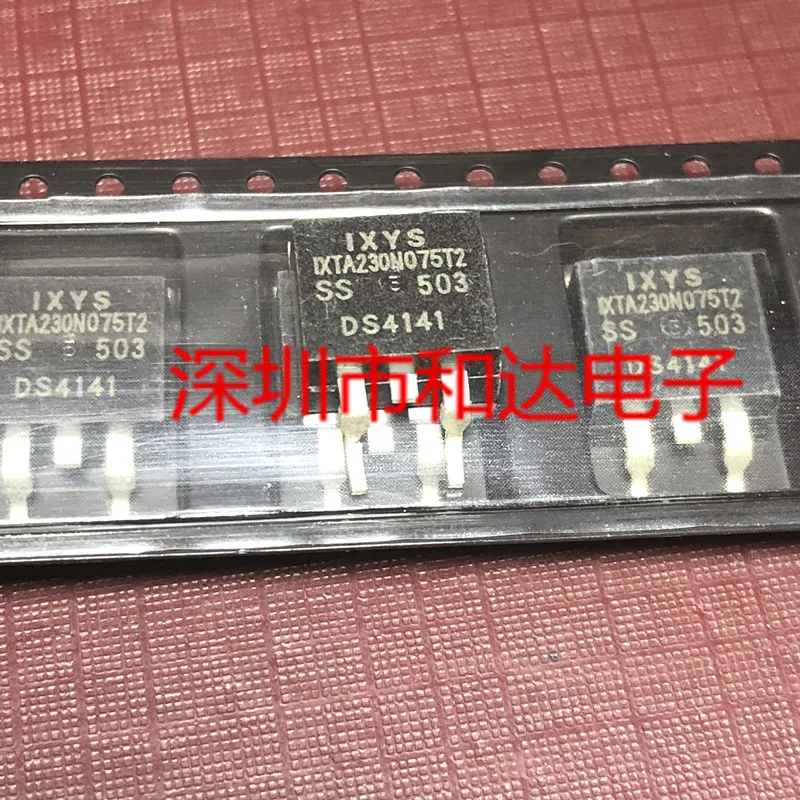 IXYS
IXTA230N075T2
SS 503
DS4141
IXYS
IXTA230N075T2
SS 503
DS4141
IXYS
IXTA230N075T2
SS 503
DS4141
深圳市和达电子